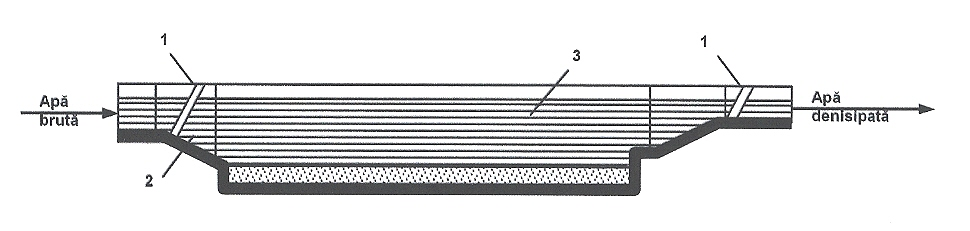 1
3
1
Apă
brută
Apă
denisipată
2